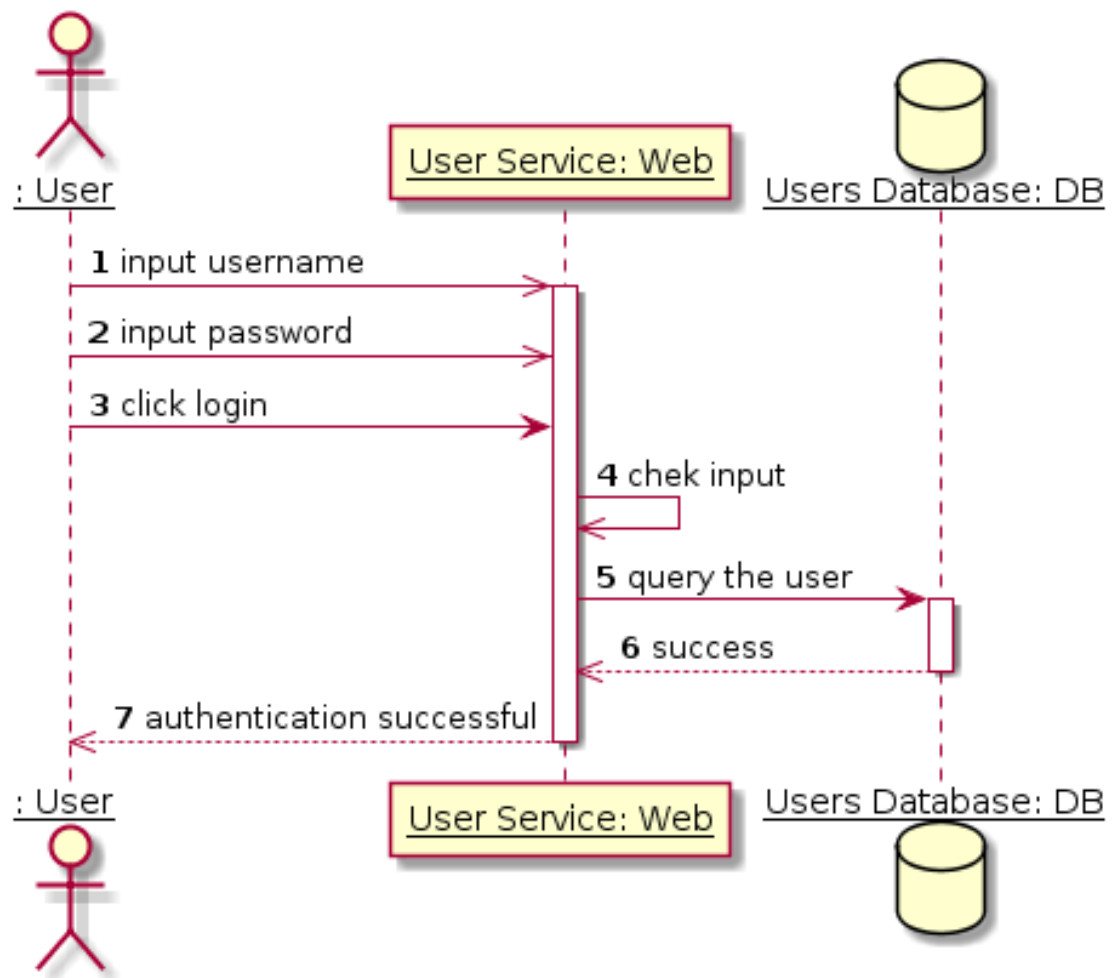 : User
User Service: Web
Users Database: DB
1 input username
2 input password
3 click login
4 chek input
5 query the user
6 success
7 authentication successful
: User
User Service: Web
Users Database: DB